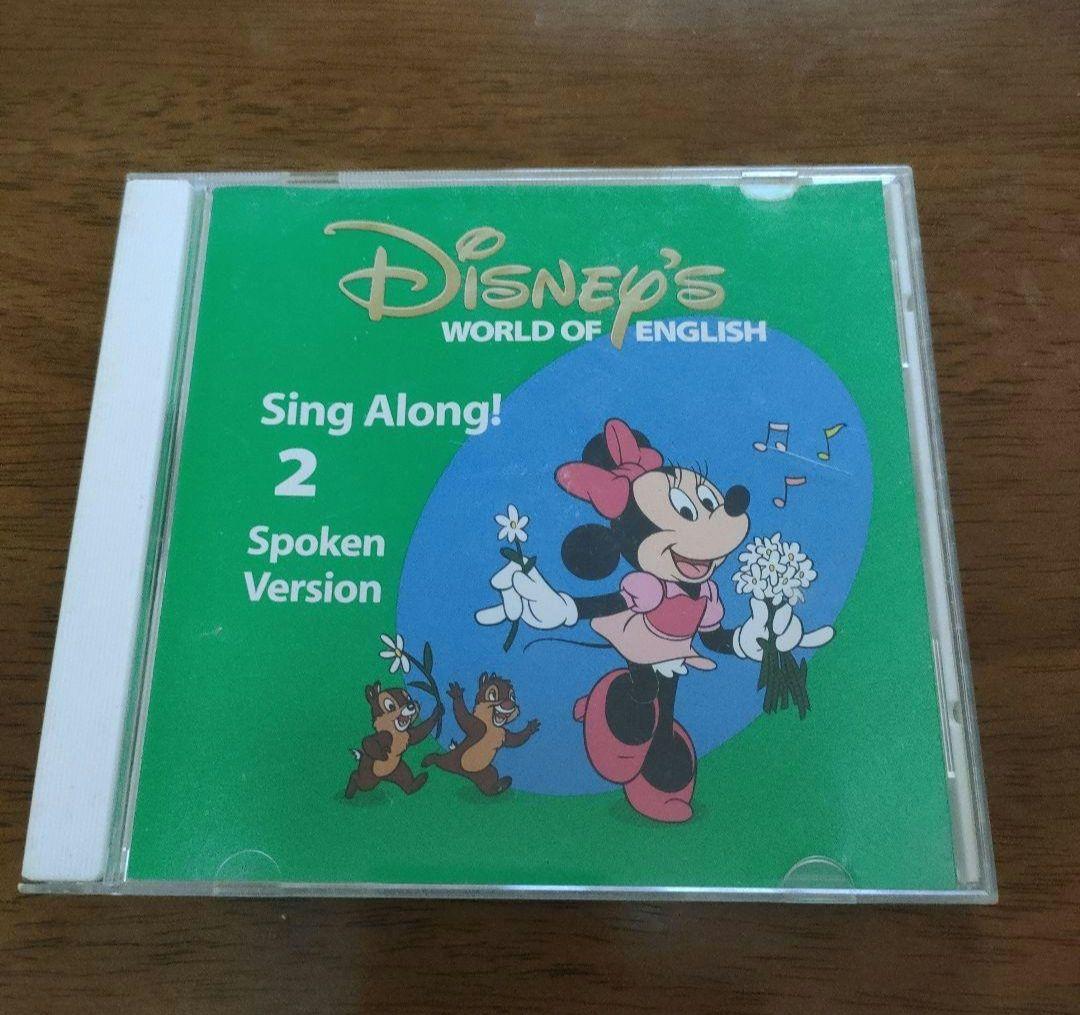 Disney's
WORLD OF ENGLISH
Sing Along!
2
Spoken
Version